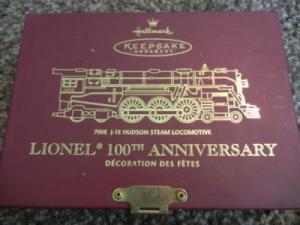 Hallmark
KEEPSAKE
ORNAMENT
700E J-1E HUDSON STEAM LOCOMOTIVE
LIONEL® 100TH ANNIVERSARY
DÉCORATION DES FÊTES